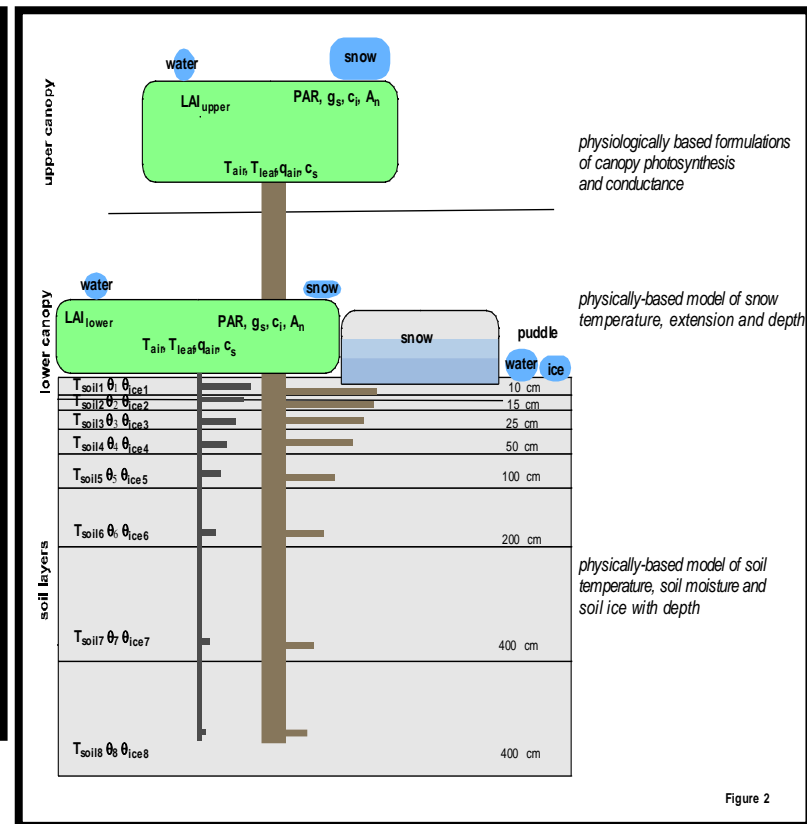 water
snow
LAIupper
PAR, gs, ci, An
Tair, Tleaf, qair, cs
upper canopy
physiologically based formulations
of canopy photosynthesis
and conductance
water
snow
LAIlower
PAR, gs, ci, An
Tair, Tleaf, qair, cs
lower canopy
snow
puddle
water
ice
physically-based model of snow
temperature, extension and depth
Tsoil1 θ1 θice1
10 cm
Tsoil2 θ2 θice2
15 cm
Tsoil3 θ3 θice3
25 cm
Tsoil4 θ4 θice4
50 cm
Tsoil5 θ5 θice5
100 cm
Tsoil6 θ6 θice6
200 cm
soil layers
physically-based model of soil
temperature, soil moisture and
soil ice with depth
Tsoil7 θ7 θice7
400 cm
Tsoil8 θ8 θice8
400 cm
Figure 2